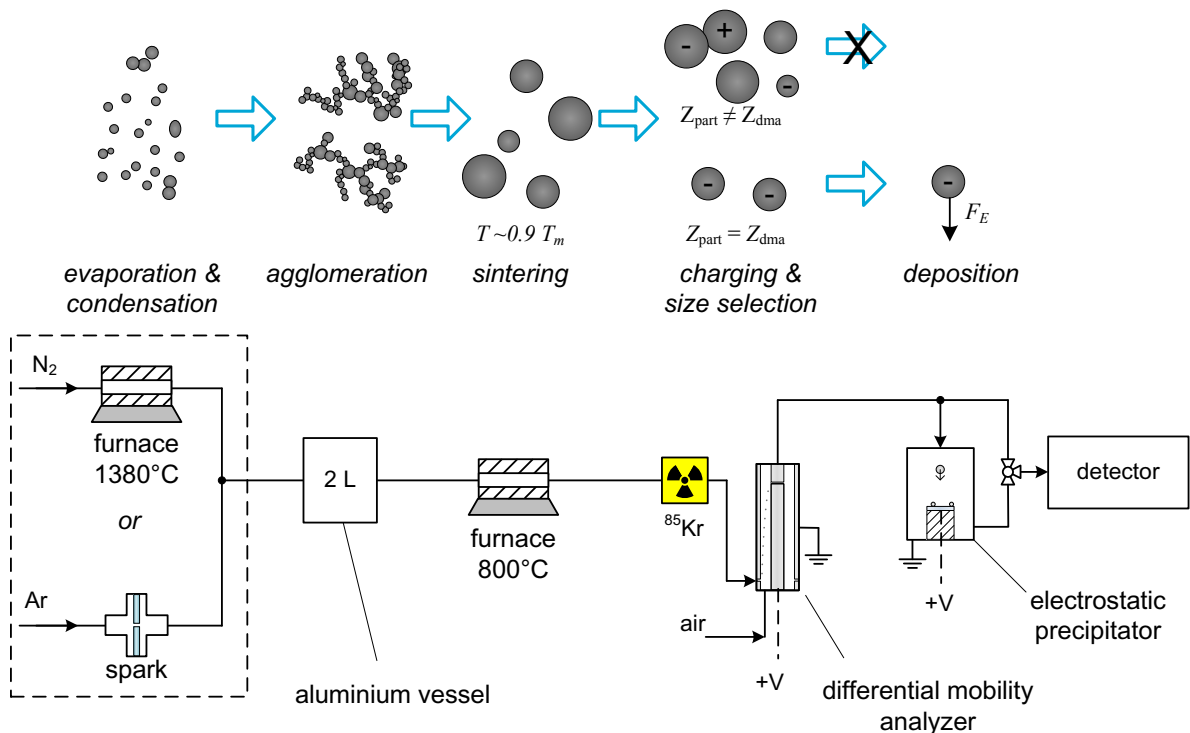 -
+
-
X
Z_part ≠ Z_dma
-
-
-
F_E
T ~0.9 T_m
Z_part = Z_dma
evaporation &
condensation
agglomeration
sintering
charging &
size selection
deposition
N₂
furnace
1380°C
or
Ar
spark
2 L
aluminium vessel
furnace
800°C
⁸⁵Kr
air
+V
differential mobility
analyzer
+V
electrostatic
precipitator
detector